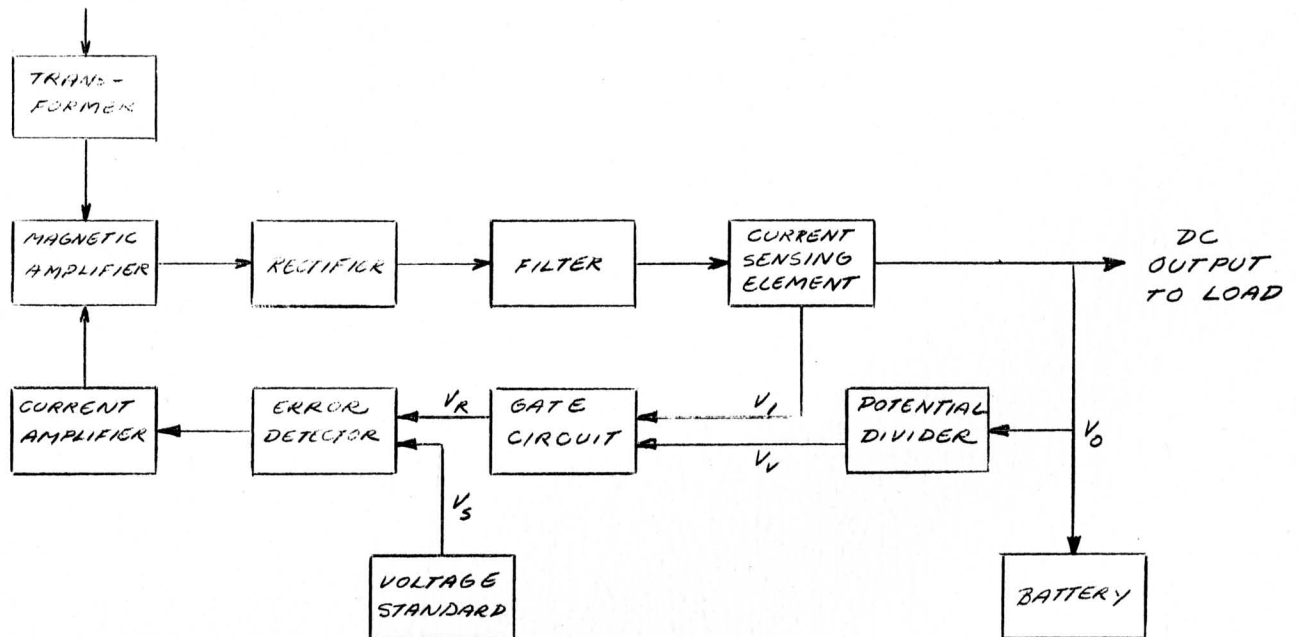 TRANS-
FORMER
MAGNETIC
AMPLIFIER
RECTIFIER
FILTER
CURRENT
SENSING
ELEMENT
DC
OUTPUT
TO LOAD
CURRENT
AMPLIFIER
ERROR
DETECTOR
V_R
GATE
CIRCUIT
V_I
V_V
POTENTIAL
DIVIDER
V_O
V_S
VOLTAGE
STANDARD
BATTERY